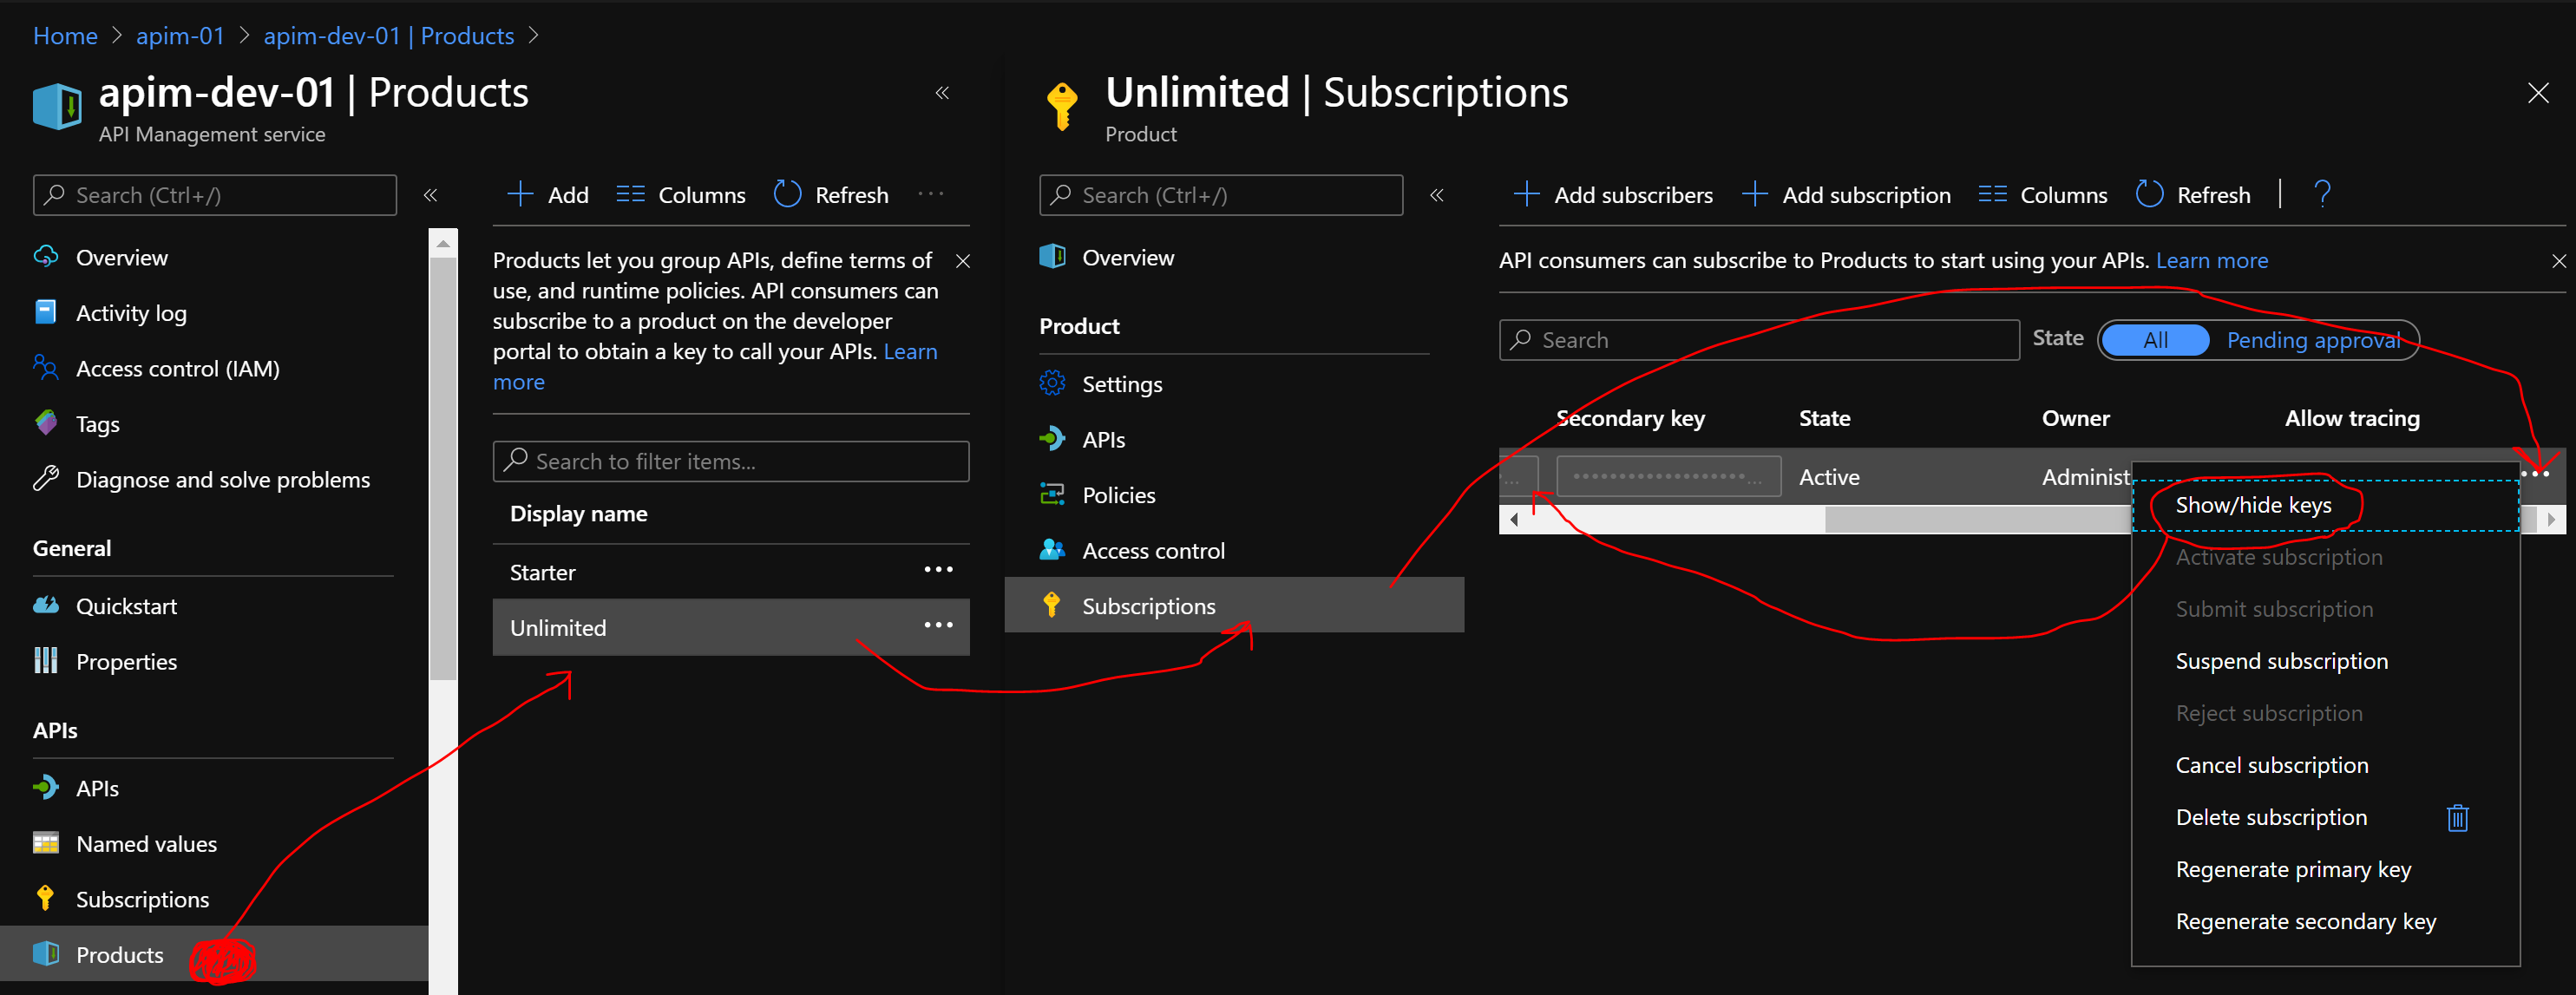 Home > apim-01 > apim-dev-01 | Products >
apim-dev-01 | Products
API Management service
«
Search (Ctrl+/)
«
Overview
Activity log
Access control (IAM)
Tags
Diagnose and solve problems
General
Quickstart
Properties
APIs
APIs
Named values
Subscriptions
Products
Add
Columns
Refresh
...
Products let you group APIs, define terms of
use, and runtime policies. API consumers can
subscribe to a product on the developer
portal to obtain a key to call your APIs. Learn
more
Search to filter items...
Display name
Starter
Unlimited
Unlimited | Subscriptions
Product
Search (Ctrl+/)
«
Overview
Product
Settings
APIs
Policies
Access control
Subscriptions
Add subscribers
Add subscription
Columns
Refresh
?
API consumers can subscribe to Products to start using your APIs. Learn more
Search
State
All
Pending approval
Secondary key
State
Owner
Allow tracing
...
•••••••••••••••••••...
Active
Administ
Show/hide keys
Activate subscription
Submit subscription
Suspend subscription
Reject subscription
Cancel subscription
Delete subscription
Regenerate primary key
Regenerate secondary key